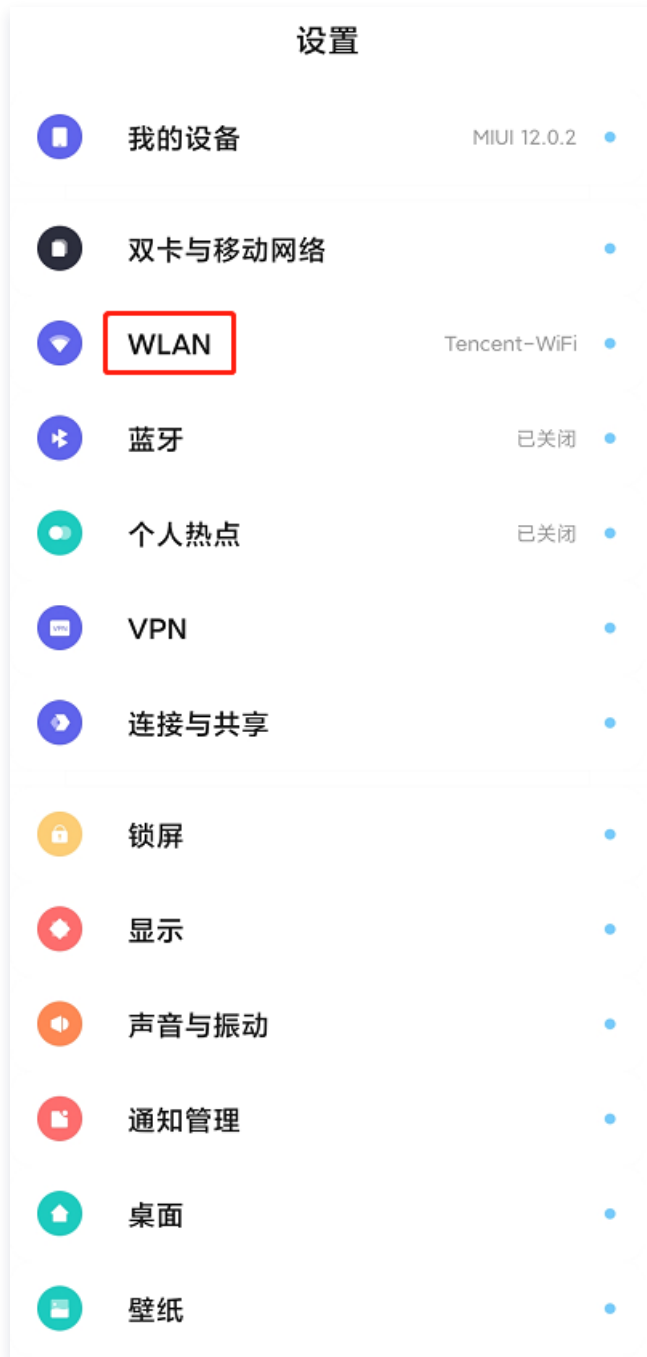 设置
我的设备 MIUI 12.0.2
双卡与移动网络
WLAN Tencent-WiFi
蓝牙 已关闭
个人热点 已关闭
VPN
VPN
连接与共享
锁屏
显示
声音与振动
通知管理
桌面
壁纸